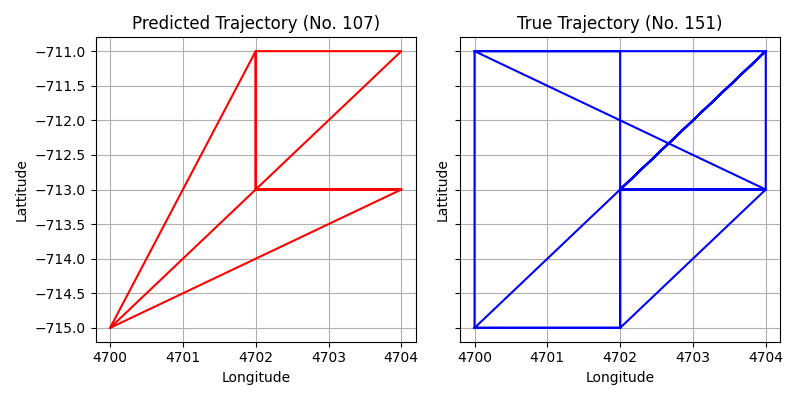 Predicted Trajectory (No. 107)
True Trajectory (No. 151)
−711.0
−711.5
−712.0
−712.5
−713.0
−713.5
−714.0
−714.5
−715.0
Lattitude
Lattitude
4700 4701 4702 4703 4704
4700 4701 4702 4703 4704
Longitude
Longitude